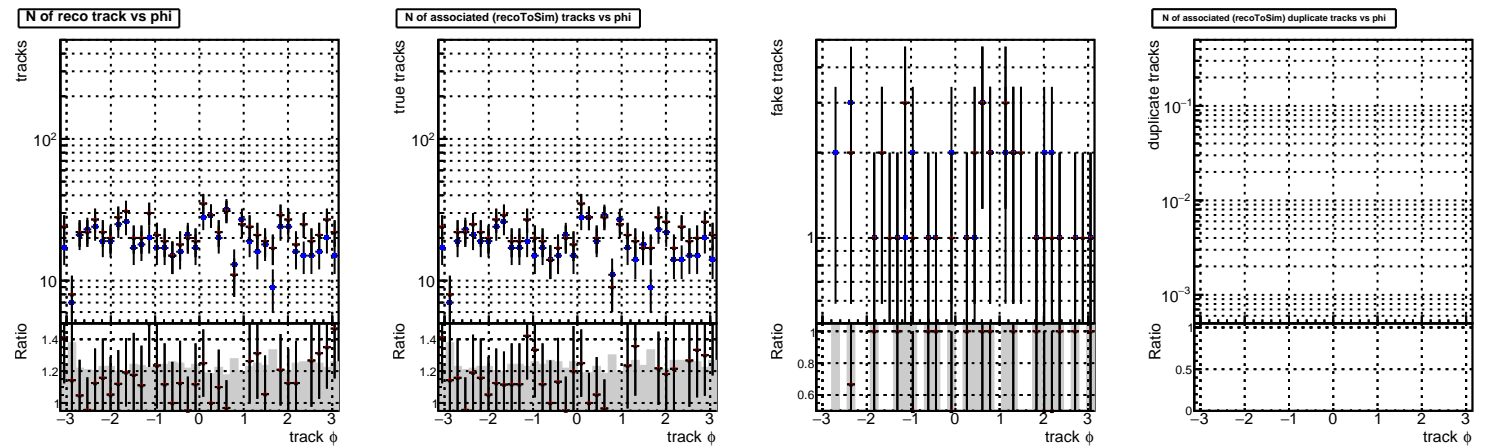 N of reco track vs phi
tracks
10²
10
Ratio
1.4
1.2
1
−3 −2 −1 0 1 2 3
track ϕ
N of associated (recoToSim) tracks vs phi
true tracks
10²
10
Ratio
1.4
1.2
1
−3 −2 −1 0 1 2 3
track ϕ
fake tracks
1
Ratio
1
0.8
0.6
−3 −2 −1 0 1 2 3
track ϕ
N of associated (recoToSim) duplicate tracks vs phi
duplicate tracks
10⁻¹
10⁻²
10⁻³
Ratio
1
0.5
0
−3 −2 −1 0 1 2 3
track ϕ